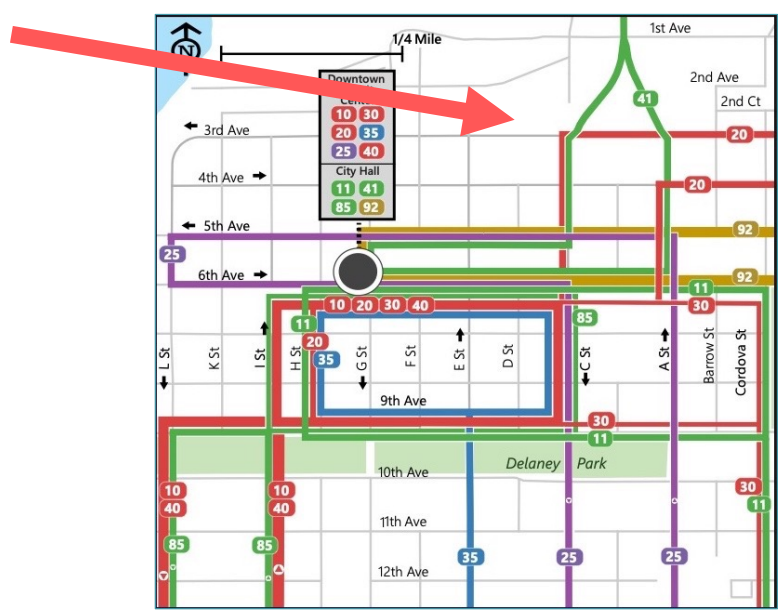 N
1/4 Mile
1st Ave
2nd Ave
2nd Ct
41
Downtown
10 30
20 35
25 40
City Hall
11 41
85 92
3rd Ave
20
4th Ave
20
5th Ave
92
25
6th Ave
92
11
10 20 30 40
30
11
85
20
35
L St
K St
I St
H St
G St
F St
E St
D St
C St
A St
Barrow St
Cordova St
9th Ave
30
11
Delaney Park
10th Ave
10
40
10
40
30
11
11th Ave
85
85
35
25
25
12th Ave